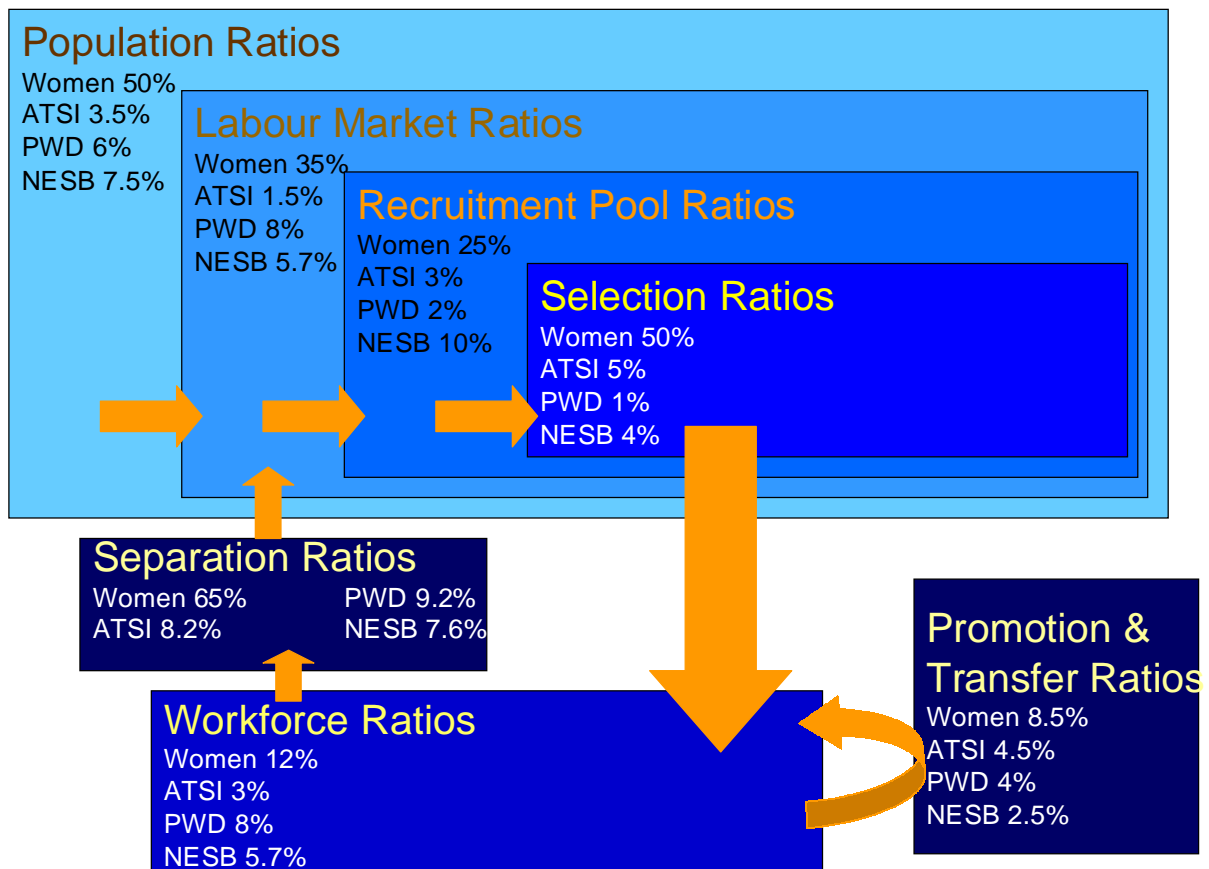 Population Ratios
Women 50%
ATSI 3.5%
PWD 6%
NESB 7.5%
Labour Market Ratios
Women 35%
ATSI 1.5%
PWD 8%
NESB 5.7%
Recruitment Pool Ratios
Women 25%
ATSI 3%
PWD 2%
NESB 10%
Selection Ratios
Women 50%
ATSI 5%
PWD 1%
NESB 4%
Separation Ratios
Women 65% PWD 9.2%
ATSI 8.2% NESB 7.6%
Promotion &
Transfer Ratios
Women 8.5%
ATSI 4.5%
PWD 4%
NESB 2.5%
Workforce Ratios
Women 12%
ATSI 3%
PWD 8%
NESB 5.7%